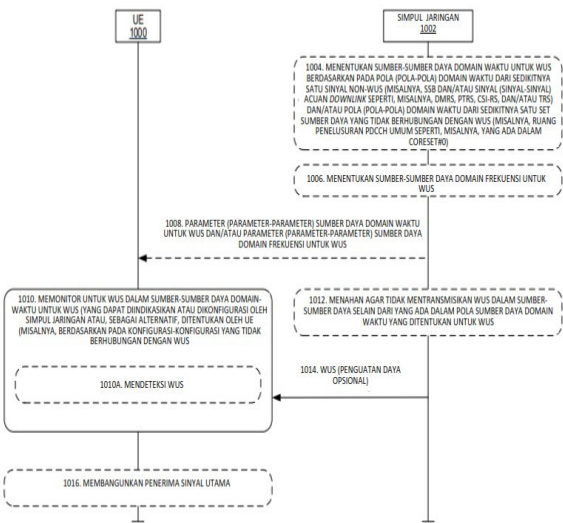 UE
1000
SIMPUL JARINGAN
1002
1004. MENENTUKAN SUMBER-SUMBER DAYA DOMAIN WAKTU UNTUK WUS
BERDASARKAN PADA POLA (POLA-POLA) DOMAIN WAKTU DARI SEDIKITNYA
SATU SINYAL NON-WUS (MISALNYA, SSB DAN/ATAU SINYAL (SINYAL-SINYAL)
ACUAN DOWNLINK SEPERTI, MISALNYA, DMRS, PTRS, CSI-RS, DAN/ATAU TRS)
DAN/ATAU POLA (POLA-POLA) DOMAIN WAKTU DARI SEDIKITNYA SATU SET
SUMBER DAYA YANG TIDAK BERHUBUNGAN DENGAN WUS (MISALNYA, RUANG
PENELUSURAN PDCCH UMUM SEPERTI, MISALNYA, YANG ADA DALAM
CORESET#0)
1006. MENENTUKAN SUMBER-SUMBER DAYA DOMAIN FREKUENSI UNTUK
WUS
1008. PARAMETER (PARAMETER-PARAMETER) SUMBER DAYA DOMAIN WAKTU
UNTUK WUS DAN/ATAU PARAMETER (PARAMETER-PARAMETER) SUMBER DAYA
DOMAIN FREKUENSI UNTUK WUS
1010. MEMONITOR UNTUK WUS DALAM SUMBER-SUMBER DAYA DOMAIN-
WAKTU UNTUK WUS (YANG DAPAT DIINDIKASIKAN ATAU DIKONFIGURASI OLEH
SIMPUL JARINGAN ATAU, SEBAGAI ALTERNATIF, DITENTUKAN OLEH UE
(MISALNYA, BERDASARKAN PADA KONFIGURASI-KONFIGURASI YANG TIDAK
BERHUBUNGAN DENGAN WUS
1010A. MENDETEKSI WUS
1012. MENAHAN AGAR TIDAK MENTRANSMISIKAN WUS DALAM SUMBER-
SUMBER DAYA SELAIN DARI YANG ADA DALAM POLA SUMBER DAYA DOMAIN
WAKTU YANG DITENTUKAN UNTUK WUS
1014. WUS (PENGUATAN DAYA
OPSIONAL)
1016. MEMBANGUNKAN PENERIMA SINYAL UTAMA